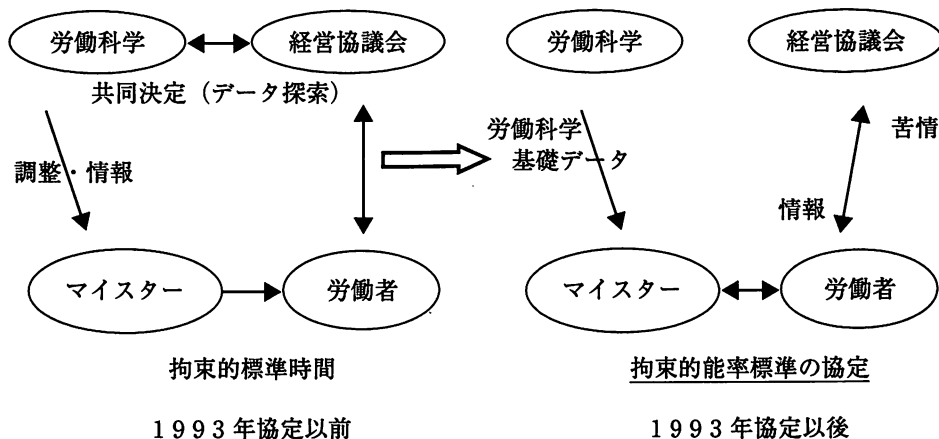 労働科学
経営協議会
共同決定（データ探索）
調整・情報
マイスター
労働者
拘束的標準時間
１９９３年協定以前
労働科学
経営協議会
労働科学
基礎データ
苦情
情報
マイスター
労働者
拘束的能率標準の協定
１９９３年協定以後